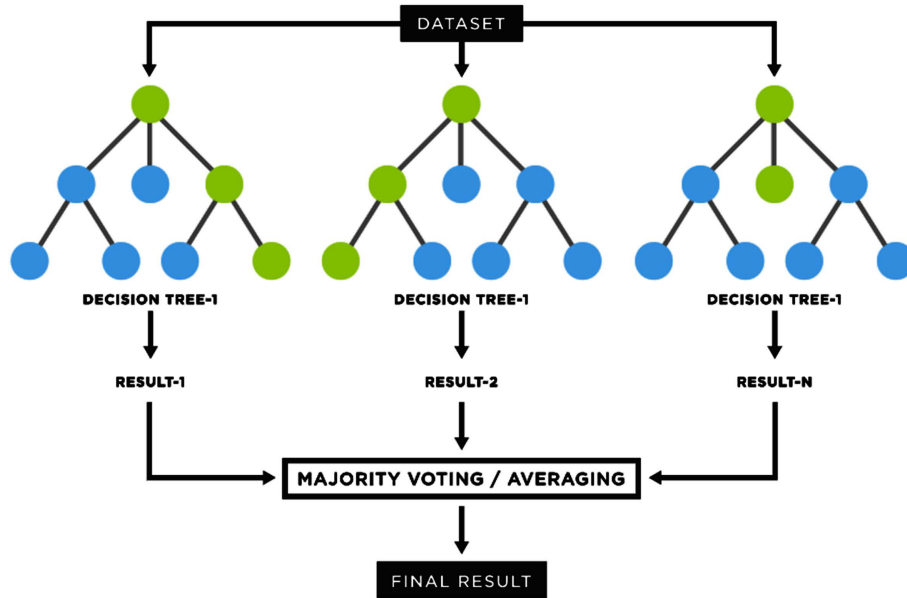 DATASET
DECISION TREE-1
DECISION TREE-1
DECISION TREE-1
RESULT-1
RESULT-2
RESULT-N
MAJORITY VOTING / AVERAGING
FINAL RESULT